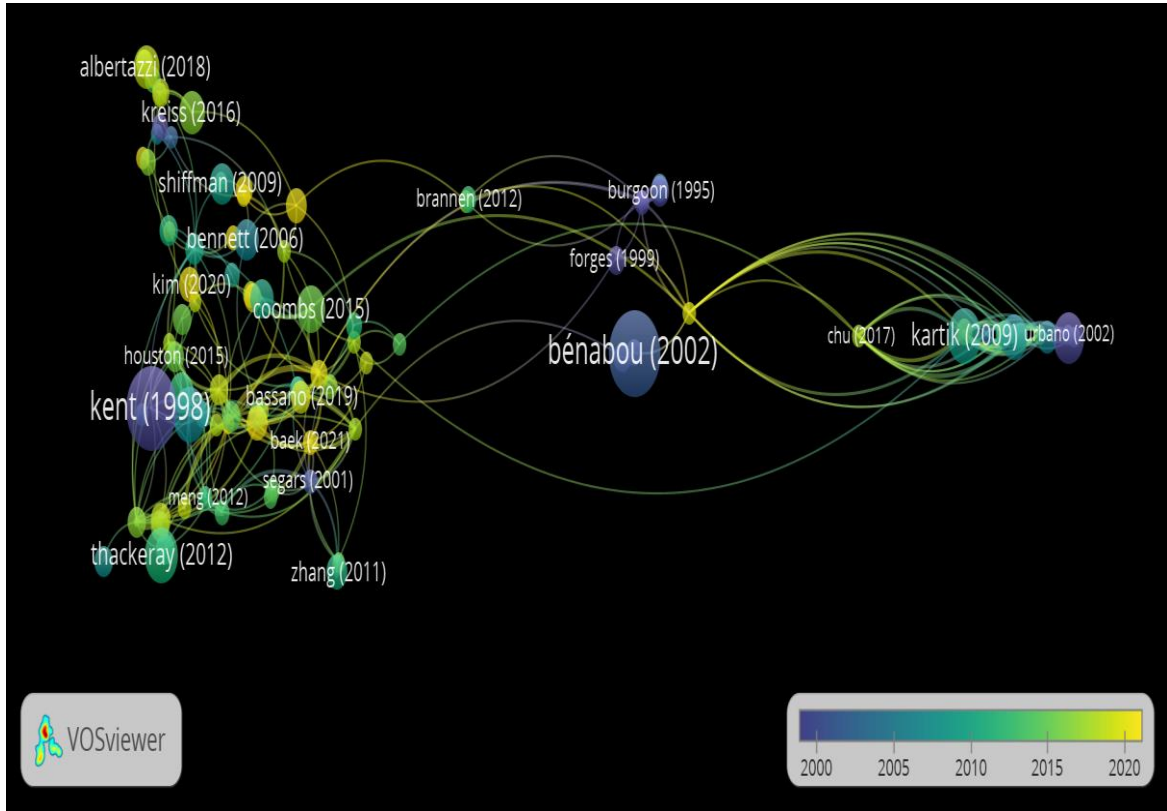 albertazzi (2018)
kreiss (2016)
shiffman (2009)
brannen (2012)
burgoon (1995)
bennett (2006)
forges (1999)
kim (2020)
coombs (2015)
bénabou (2002)
chu (2017)
kartik (2009)
urbano (2002)
houston (2015)
kent (1998)
bassano (2019)
baek (2021)
segars (2001)
meng (2012)
thackeray (2012)
zhang (2011)
VOSviewer
2000 2005 2010 2015 2020